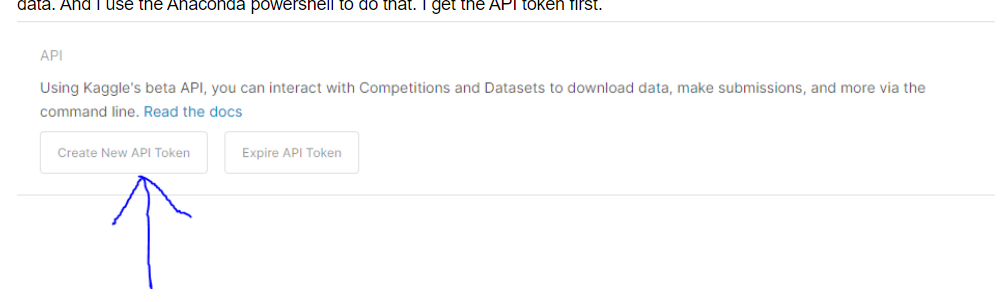 data. And I use the Anaconda powershell to do that. I get the API token first.
API
Using Kaggle's beta API, you can interact with Competitions and Datasets to download data, make submissions, and more via the
command line. Read the docs
Create New API Token Expire API Token